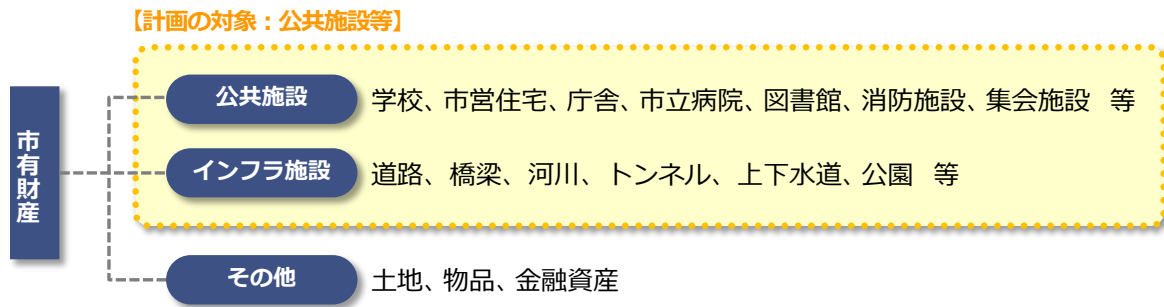 【計画の対象：公共施設等】
市有財産
公共施設 学校、市営住宅、庁舎、市立病院、図書館、消防施設、集会施設 等
インフラ施設 道路、橋梁、河川、トンネル、上下水道、公園 等
その他 土地、物品、金融資産